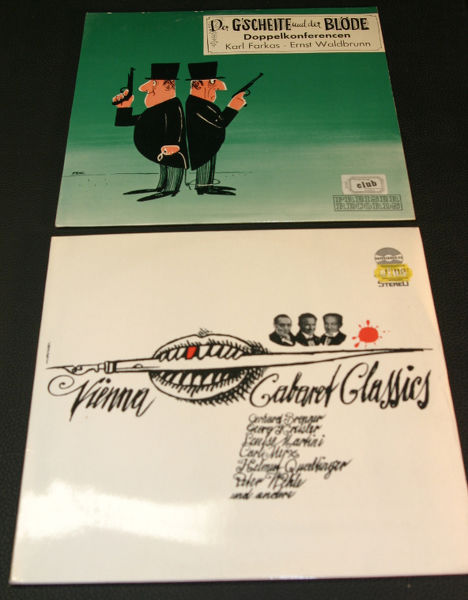 Der G'SCHEITE und der BLÖDE
Doppelkonferencen
Karl Farkas - Ernst Waldbrunn
club
PREISER
RECORDS
STEREO
Vienna Cabaret Classics
Gerhard Bronner
Georg Kreisler
Louise Martini
Carl Merz
Helmut Qualtinger
Peter Wehle
und andere